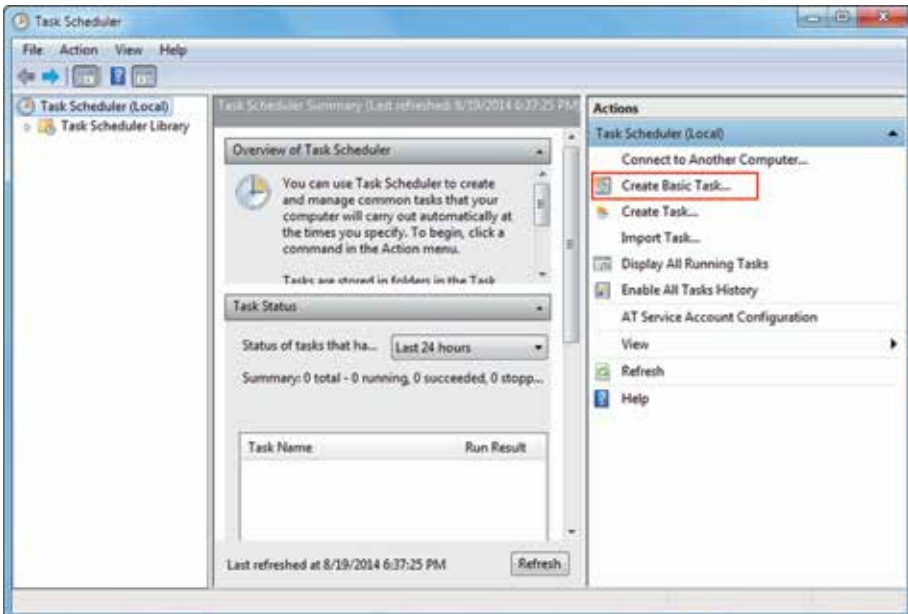 Task Scheduler
File Action View Help
Task Scheduler (Local)
Task Scheduler Library
Task Scheduler Summary (Last refreshed: 8/19/2014 6:37:25 PM)
Overview of Task Scheduler
You can use Task Scheduler to create
and manage common tasks that your
computer will carry out automatically at
the times you specify. To begin, click a
command in the Action menu.
Tasks are stored in folders in the Task
Task Status
Status of tasks that ha... Last 24 hours
Summary: 0 total - 0 running, 0 succeeded, 0 stopp...
Task Name Run Result
Last refreshed at 8/19/2014 6:37:25 PM Refresh
Actions
Task Scheduler (Local)
Connect to Another Computer...
Create Basic Task...
Create Task...
Import Task...
Display All Running Tasks
Enable All Tasks History
AT Service Account Configuration
View
Refresh
Help